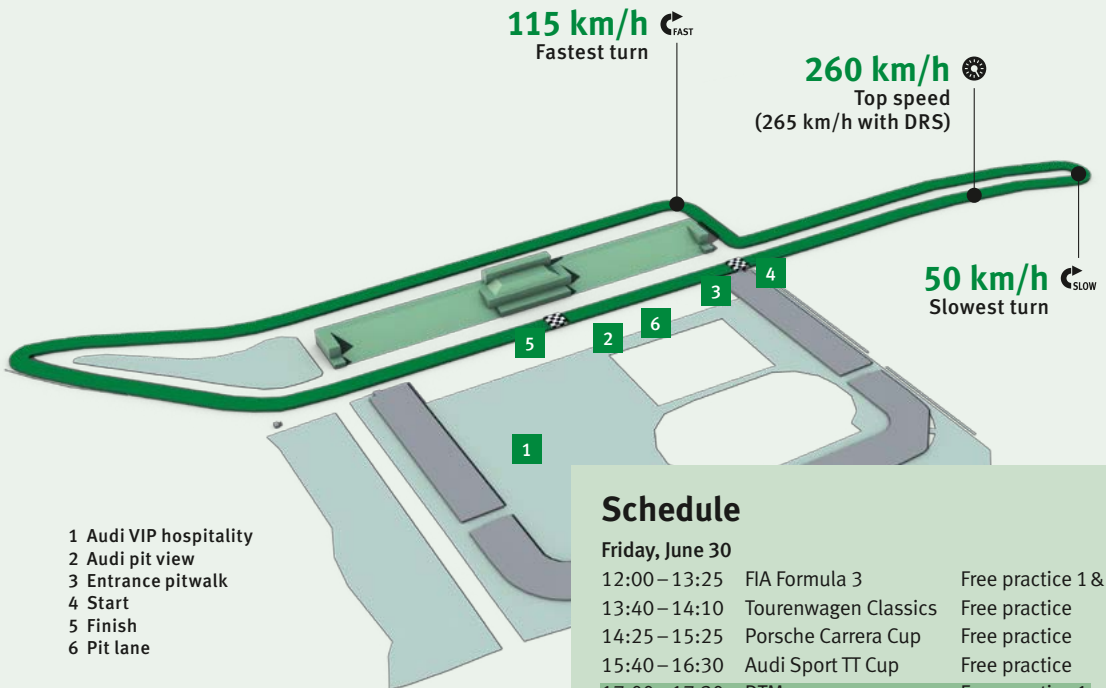 115 km/h FAST
Fastest turn
260 km/h
Top speed
(265 km/h with DRS)
50 km/h SLOW
Slowest turn
4
3
6
5
2
1
1 Audi VIP hospitality
2 Audi pit view
3 Entrance pitwalk
4 Start
5 Finish
6 Pit lane
Schedule
Friday, June 30
12:00–13:25 FIA Formula 3 Free practice 1 &
13:40–14:10 Tourenwagen Classics Free practice
14:25–15:25 Porsche Carrera Cup Free practice
15:40–16:30 Audi Sport TT Cup Free practice